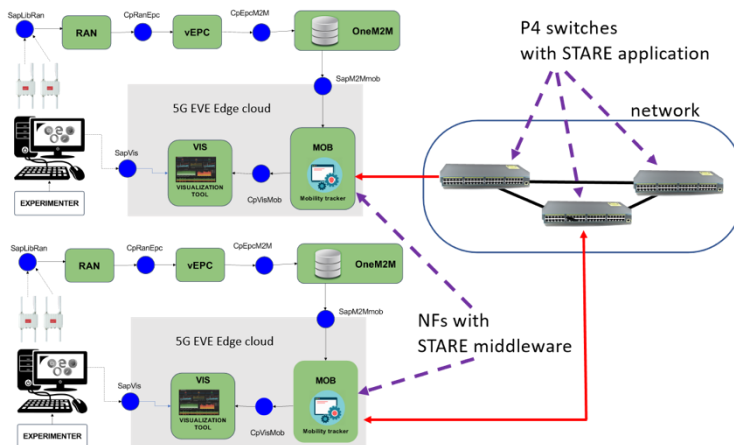 SapLibRan
CpRanEpc
CpEpcM2M
RAN
vEPC
OneM2M
SapM2Mmob
5G EVE Edge cloud
SapVis
VIS
VISUALIZATION
TOOL
CpVisMob
MOB
Mobility tracker
EXPERIMENTER
P4 switches
with STARE application
network
SapLibRan
CpRanEpc
CpEpcM2M
RAN
vEPC
OneM2M
SapM2Mmob
5G EVE Edge cloud
SapVis
VIS
VISUALIZATION
TOOL
CpVisMob
MOB
Mobility tracker
EXPERIMENTER
NFs with
STARE middleware